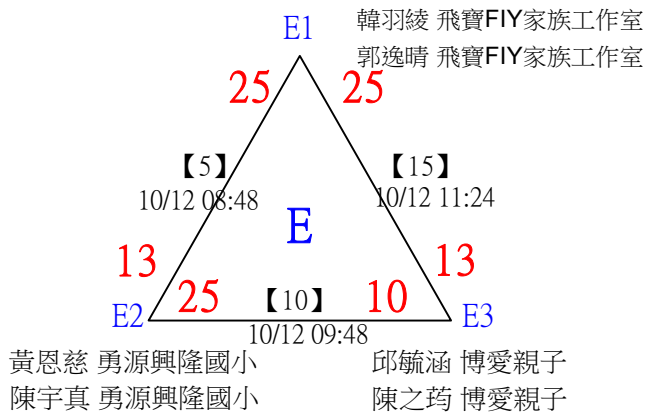 E1
韓羽綾 飛寶FIY家族工作室
郭逸晴 飛寶FIY家族工作室
25
25
【5】
10/12 08:48
【15】
10/12 11:24
E
13
13
25
【10】
10
E2
E3
10/12 09:48
黃恩慈 勇源興隆國小
陳宇真 勇源興隆國小
邱毓涵 博愛親子
陳之筠 博愛親子